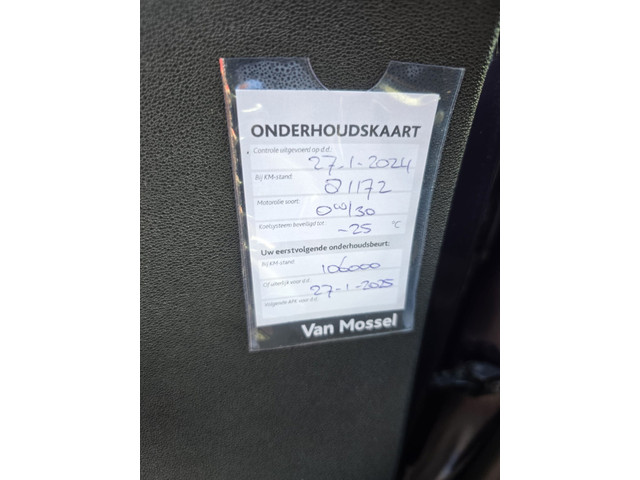 ONDERHOUDSKAART
Controle uitgevoerd op d.d.:
27-1-2024
Bij KM-stand:
81172
Motorolie soort:
0W/30
Koelsysteem beveiligd tot:
-25 °C
Uw eerstvolgende onderhoudsbeurt:
Bij KM-stand:
106000
Of uiterlijk voor d.d.:
27-1-2025
Volgende APK voor d.d.:
Van Mossel